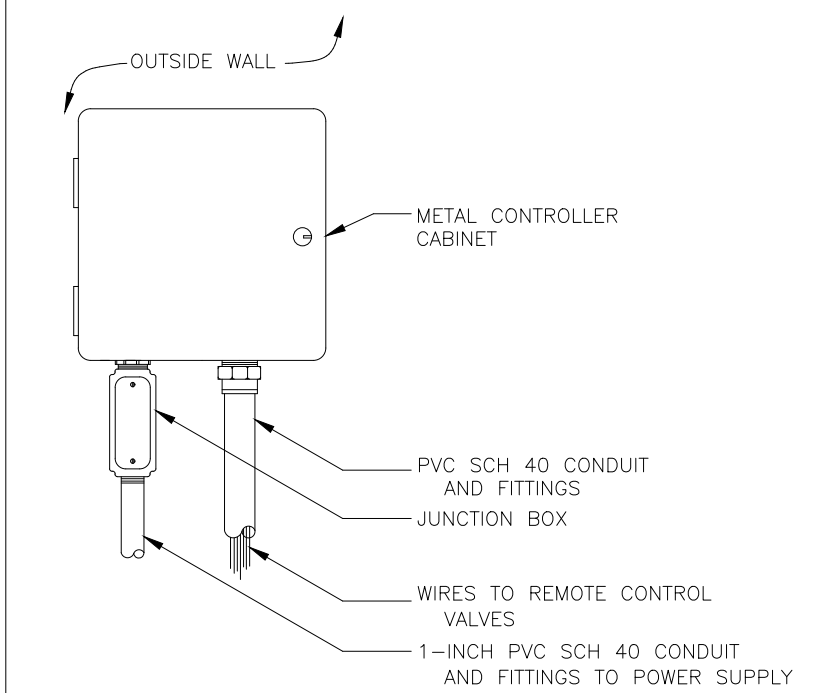 OUTSIDE WALL
METAL CONTROLLER
CABINET
PVC SCH 40 CONDUIT
AND FITTINGS
JUNCTION BOX
WIRES TO REMOTE CONTROL
VALVES
1-INCH PVC SCH 40 CONDUIT
AND FITTINGS TO POWER SUPPLY